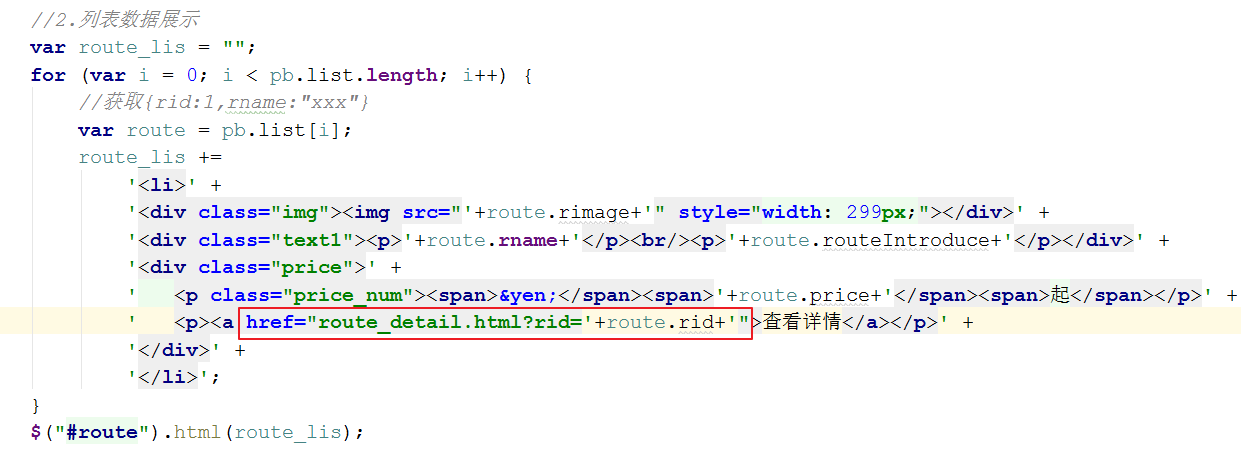 //2.列表数据展示
var route_lis = "";
for (var i = 0; i < pb.list.length; i++) {
    //获取{rid:1,rname:"xxx"}
    var route = pb.list[i];
    route_lis +=
        '<li>' +
        '<div class="img"><img src="'+route.rimage+'" style="width: 299px;"></div>' +
        '<div class="text1"><p>'+route.rname+'</p><br/><p>'+route.routeIntroduce+'</p></div>' +
        '<div class="price">' +
        '   <p class="price_num"><span>&yen;</span><span>'+route.price+'</span><span>起</span></p>' +
        '   <p><a href="route_detail.html?rid='+route.rid+'">查看详情</a></p>' +
        '</div>' +
        '</li>';
}
$("#route").html(route_lis);